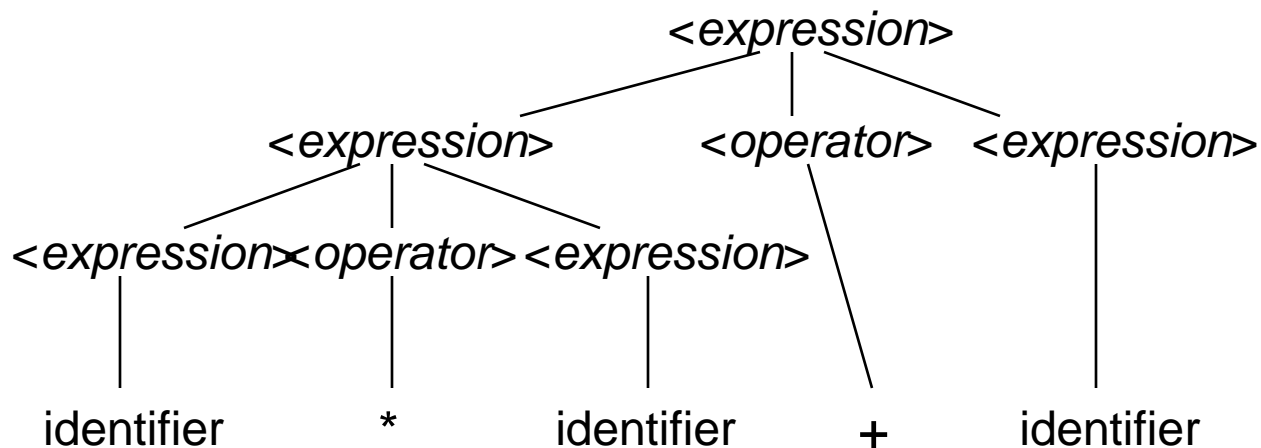 <expression>
<expression> <operator> <expression>
<expression> <operator> <expression>
identifier * identifier + identifier